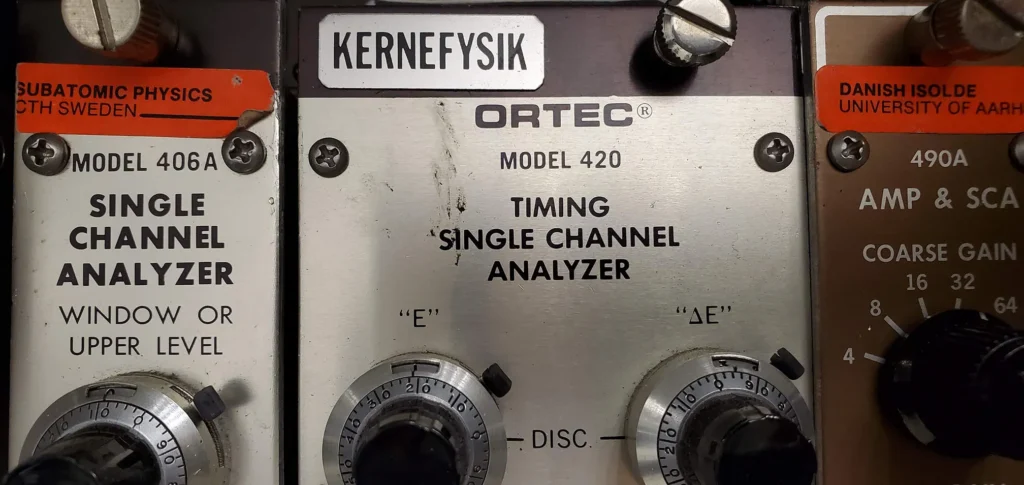 SUBATOMIC PHYSICS
CTH SWEDEN
MODEL 406A
SINGLE
CHANNEL
ANALYZER
WINDOW OR
UPPER LEVEL
KERNEFYSIK
ORTEC®
MODEL 420
TIMING
SINGLE CHANNEL
ANALYZER
“E” “ΔE”
DISC.
DANISH ISOLDE
UNIVERSITY OF AARH
490A
AMP & SCA
COARSE GAIN
16 32
8 64
4